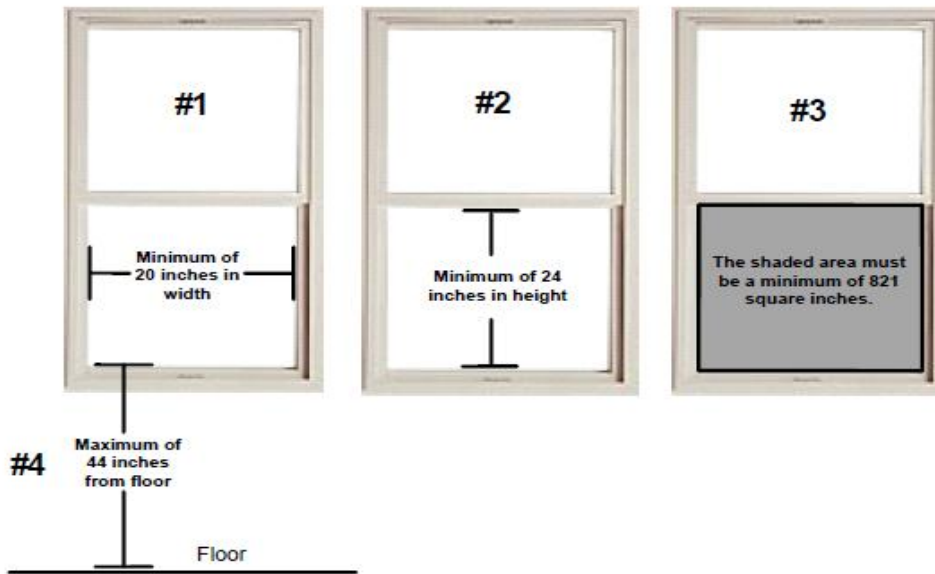 #1
#2
#3
Minimum of
20 inches in
width
Minimum of 24
inches in height
The shaded area must
be a minimum of 821
square inches.
#4
Maximum of
44 inches
from floor
Floor